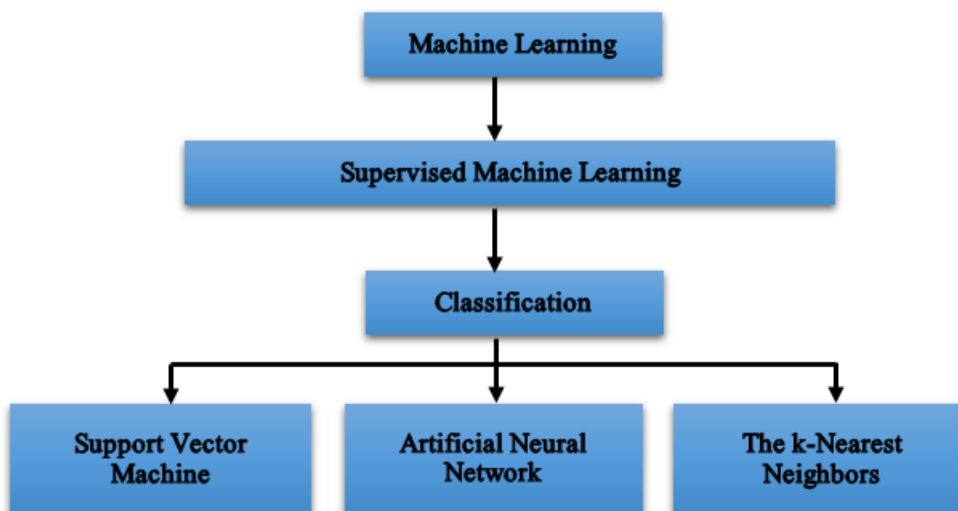 Machine Learning
Supervised Machine Learning
Classification
Support Vector
Machine
Artificial Neural
Network
The k-Nearest
Neighbors